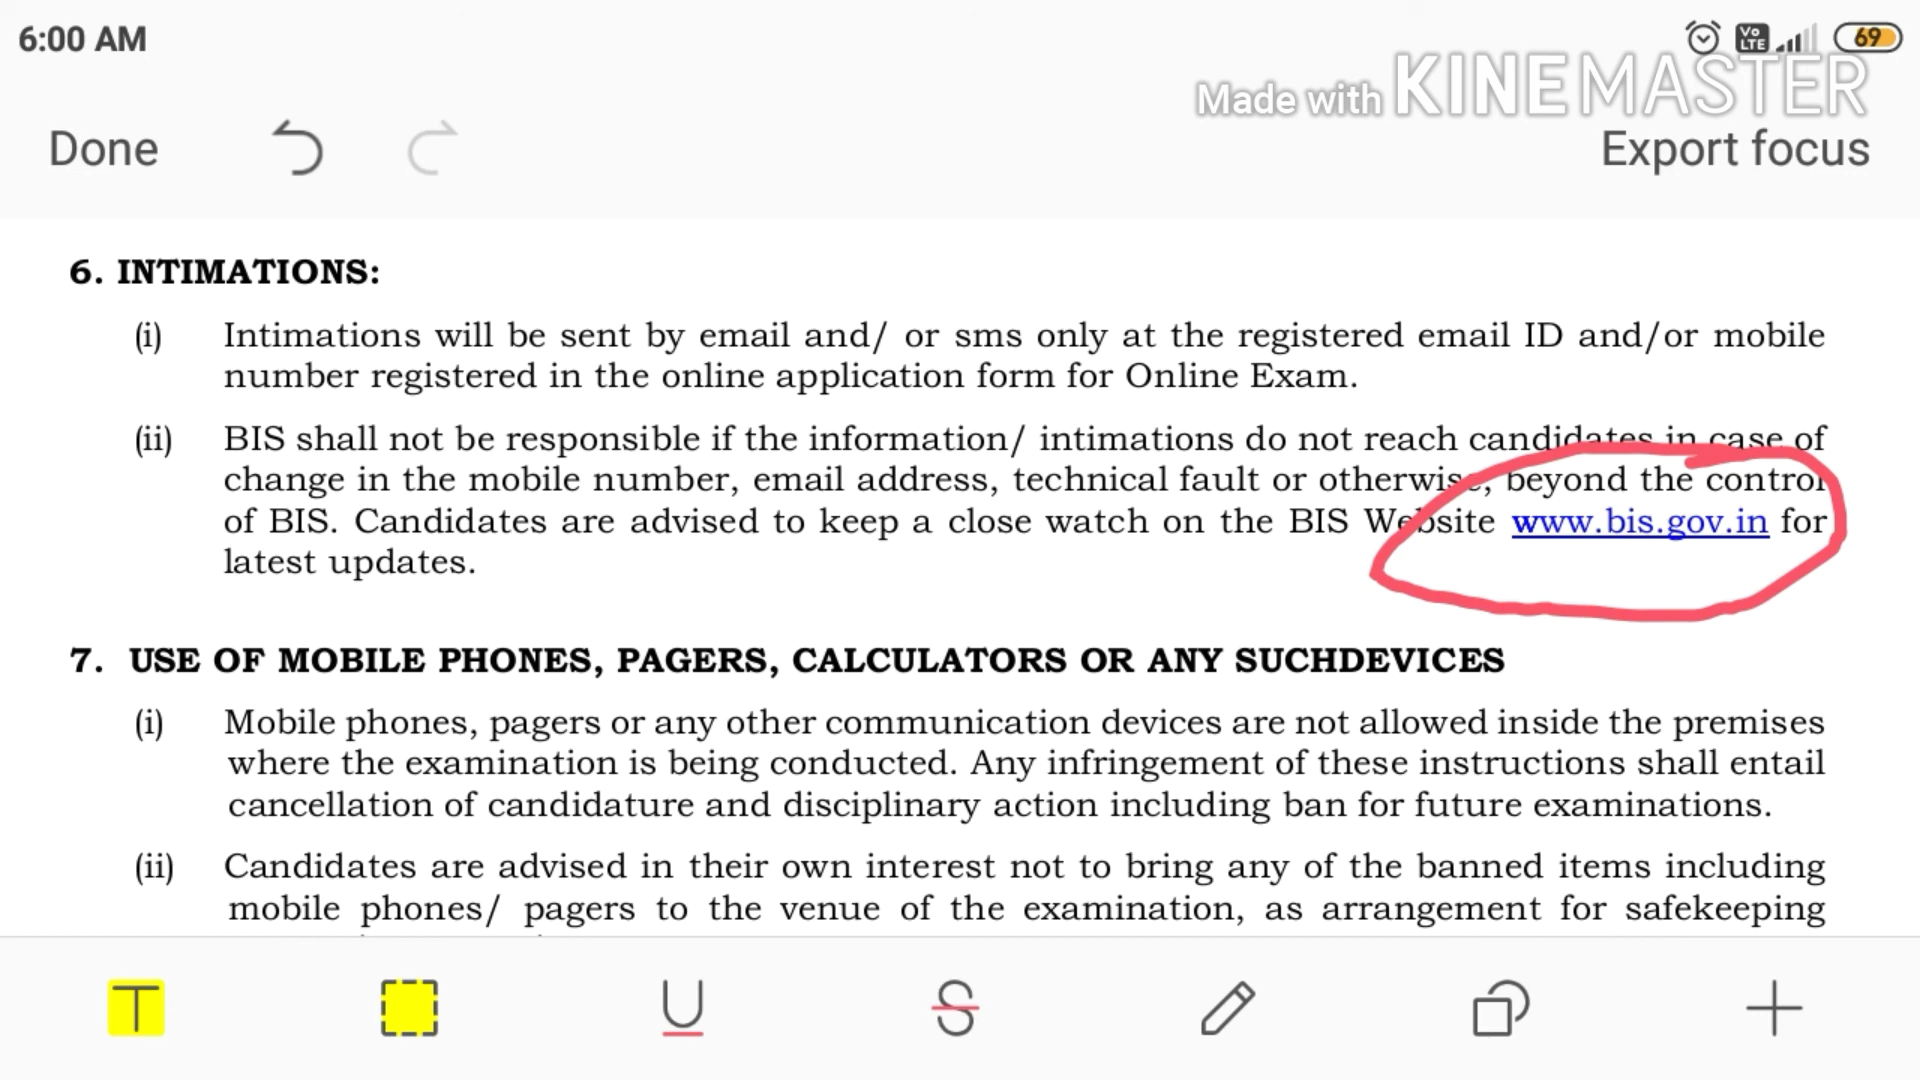 6:00 AM
Vo LTE
69
Made with KINEMASTER
Done
Export focus
6. INTIMATIONS:
(i) Intimations will be sent by email and/ or sms only at the registered email ID and/or mobile
number registered in the online application form for Online Exam.
(ii) BIS shall not be responsible if the information/ intimations do not reach candidates in case of
change in the mobile number, email address, technical fault or otherwise, beyond the control
of BIS. Candidates are advised to keep a close watch on the BIS Website www.bis.gov.in for
latest updates.
7. USE OF MOBILE PHONES, PAGERS, CALCULATORS OR ANY SUCHDEVICES
(i) Mobile phones, pagers or any other communication devices are not allowed inside the premises
where the examination is being conducted. Any infringement of these instructions shall entail
cancellation of candidature and disciplinary action including ban for future examinations.
(ii) Candidates are advised in their own interest not to bring any of the banned items including
mobile phones/ pagers to the venue of the examination, as arrangement for safekeeping
T U S